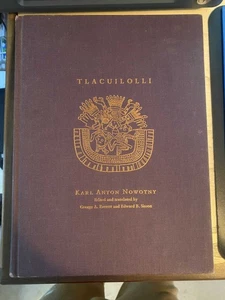 TLACUILOLLI
KARL ANTON NOWOTNY
Edited and translated by
George A. Everett and Edward B. Sisson